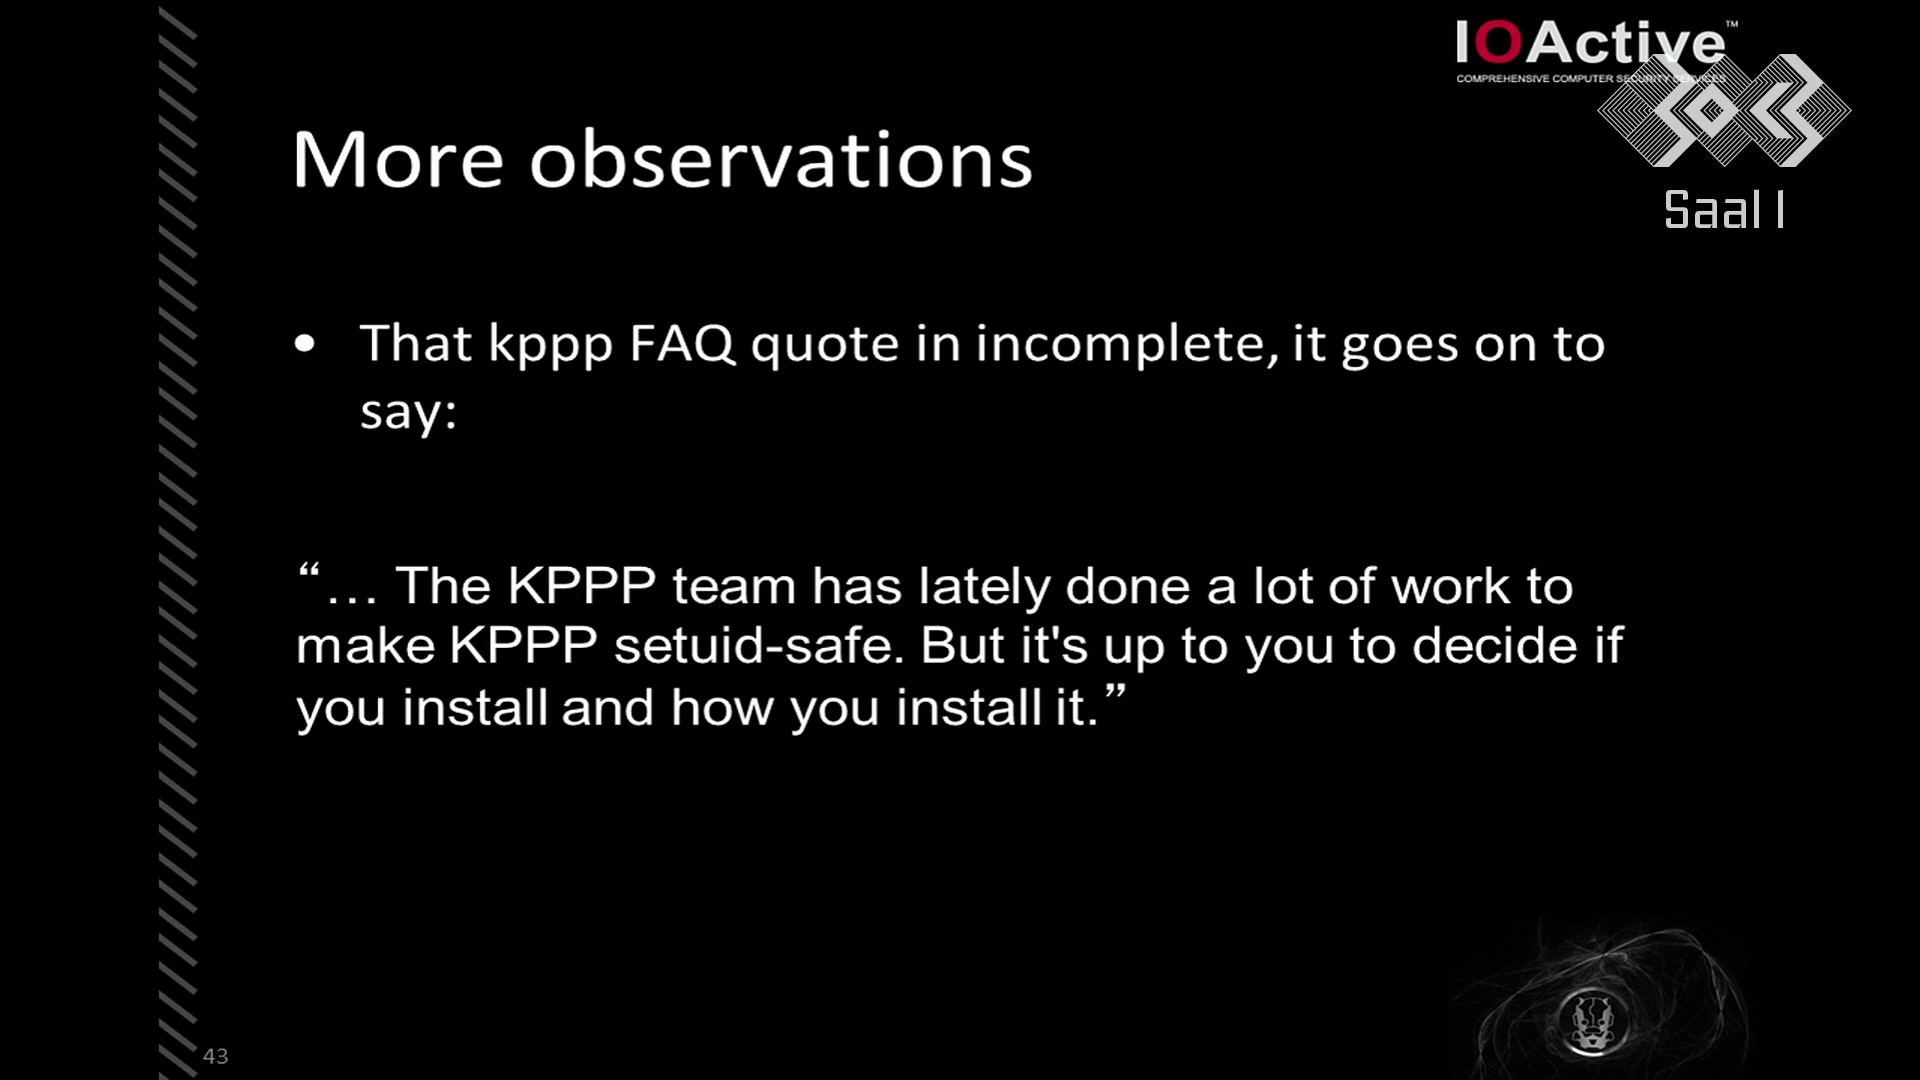 IOActive™
COMPREHENSIVE COMPUTER SECURITY SERVICES
Saal 1
More observations
• That kppp FAQ quote in incomplete, it goes on to
say:
“… The KPPP team has lately done a lot of work to
make KPPP setuid-safe. But it's up to you to decide if
you install and how you install it.”
43